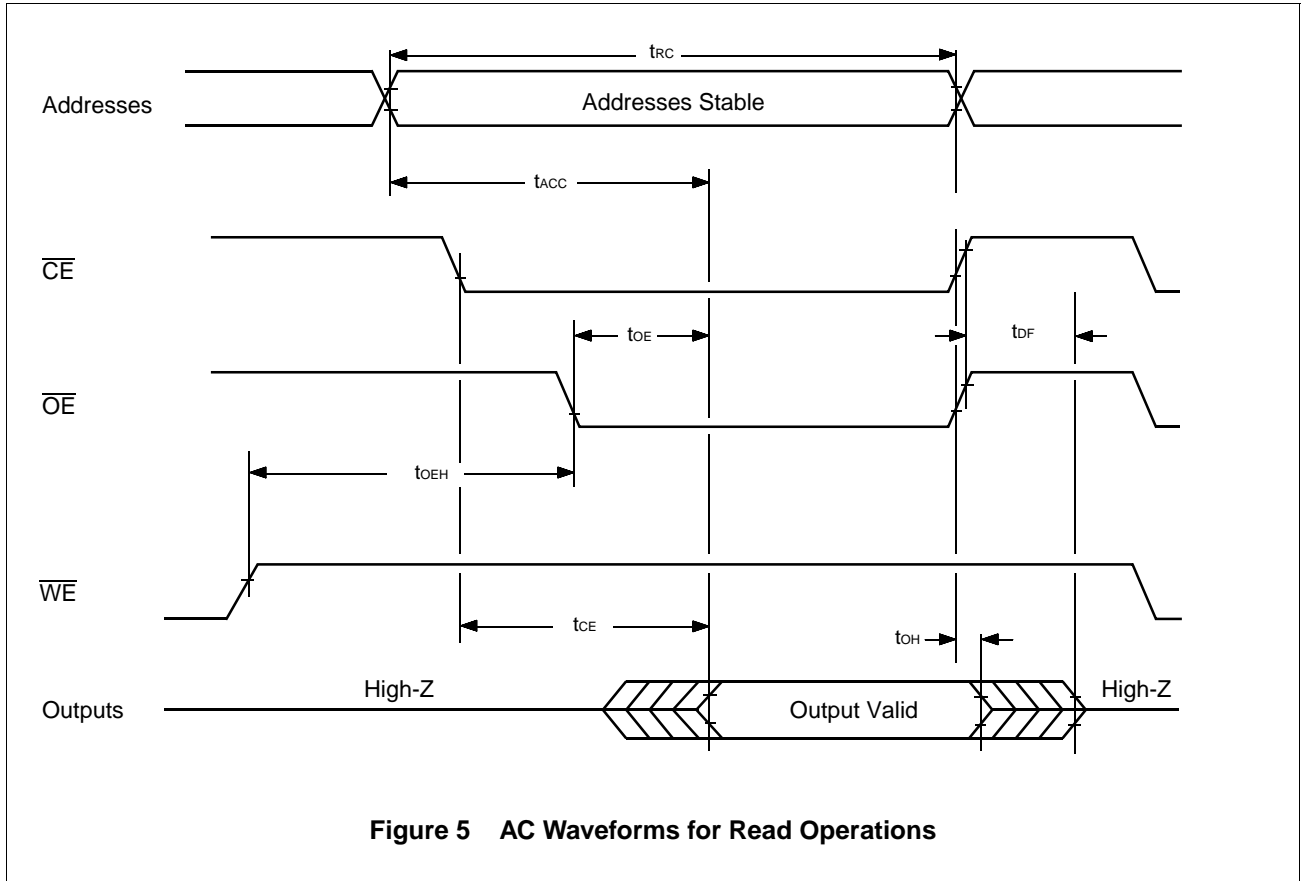 tRC
Addresses
Addresses Stable
tACC
CE
tOE
tDF
OE
tOEH
WE
tCE
tOH
High-Z
High-Z
Outputs
Output Valid
Figure 5 AC Waveforms for Read Operations